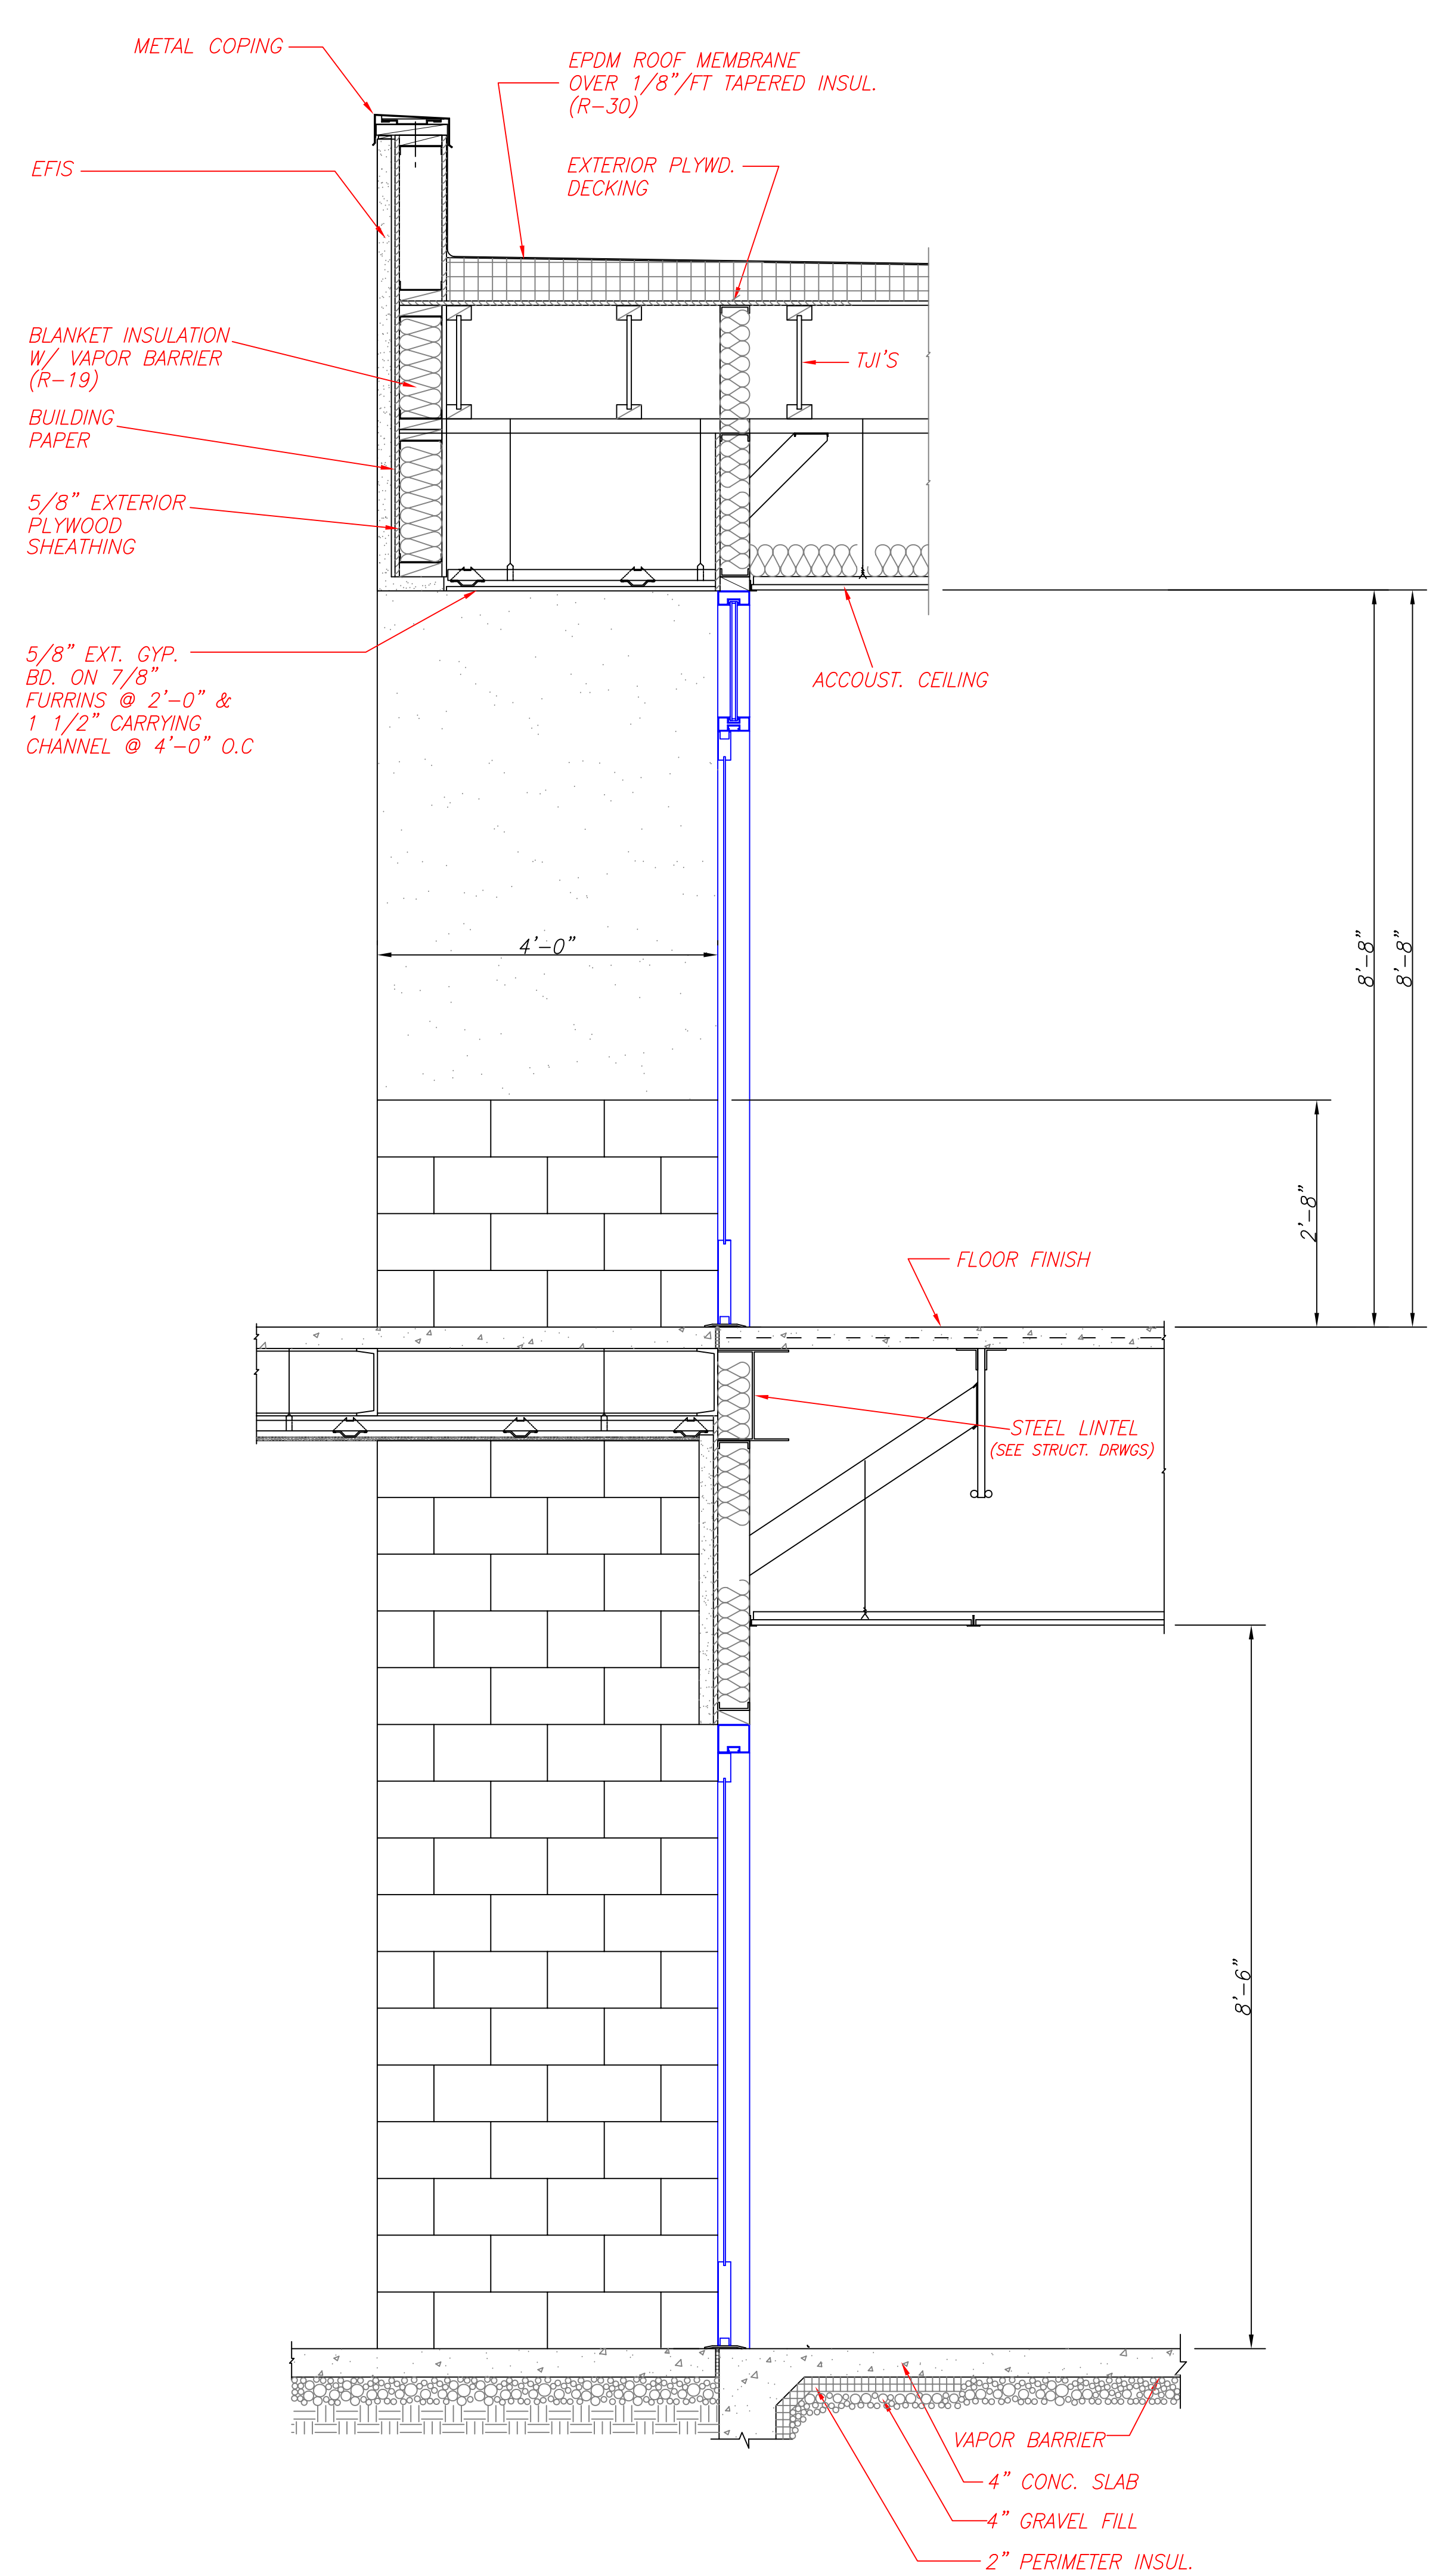 METAL COPING
EPDM ROOF MEMBRANE
OVER 1/8"/FT TAPERED INSUL.
(R-30)
EFIS
EXTERIOR PLYWD.
DECKING
BLANKET INSULATION
W/ VAPOR BARRIER
(R-19)
TJI'S
BUILDING
PAPER
5/8" EXTERIOR
PLYWOOD
SHEATHING
5/8" EXT. GYP.
BD. ON 7/8"
FURRINS @ 2'-0" &
1 1/2" CARRYING
CHANNEL @ 4'-0" O.C
ACCOUST. CEILING
4'-0"
8'-8"
8'-8"
2'-8"
FLOOR FINISH
STEEL LINTEL
(SEE STRUCT. DRWGS)
8'-6"
VAPOR BARRIER
4" CONC. SLAB
4" GRAVEL FILL
2" PERIMETER INSUL.